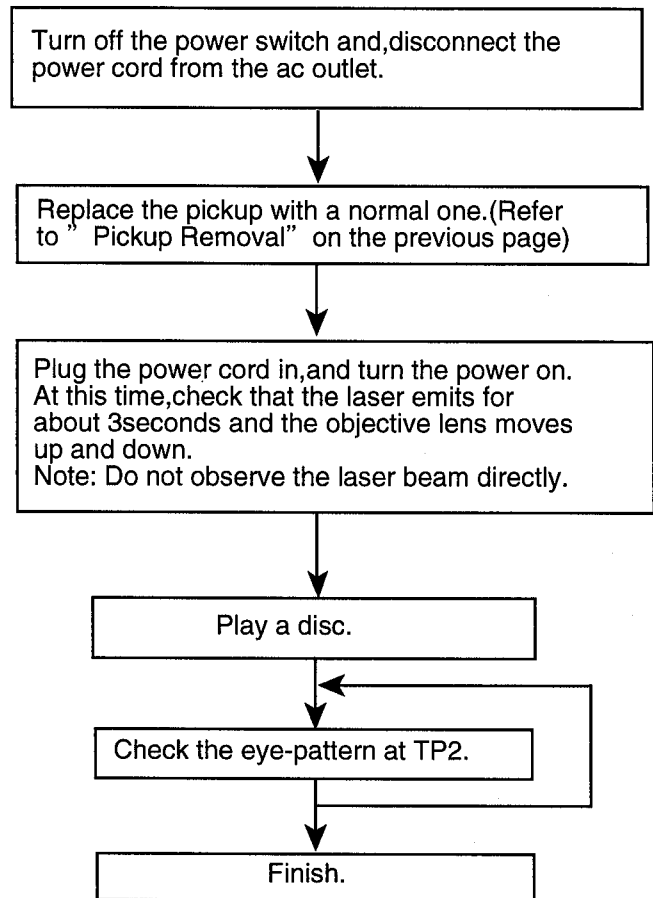 Turn off the power switch and,disconnect the
power cord from the ac outlet.
Replace the pickup with a normal one.(Refer
to ” Pickup Removal” on the previous page)
Plug the power cord in,and turn the power on.
At this time,check that the laser emits for
about 3seconds and the objective lens moves
up and down.
Note: Do not observe the laser beam directly.
Play a disc.
Check the eye-pattern at TP2.
Finish.